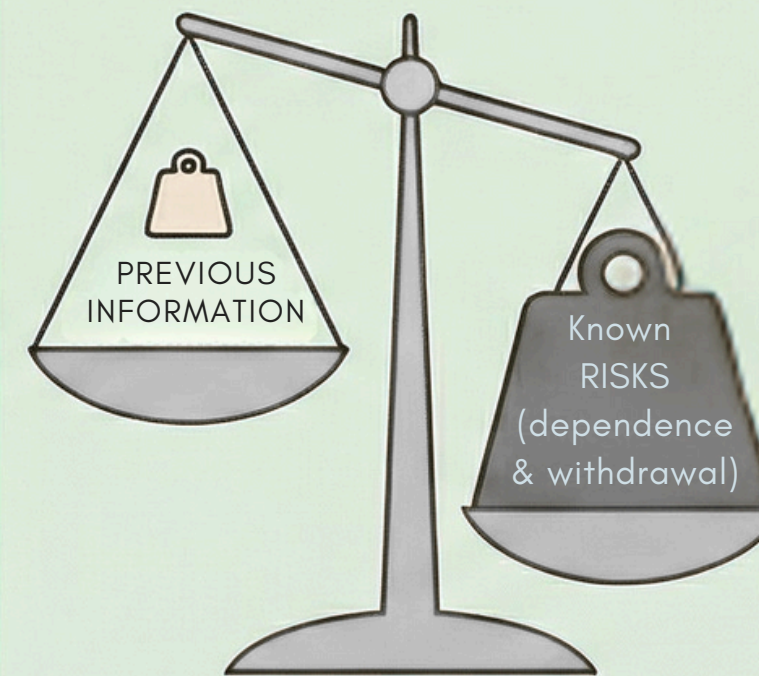 PREVIOUS
INFORMATION
Known
RISKS
(dependence
& withdrawal)